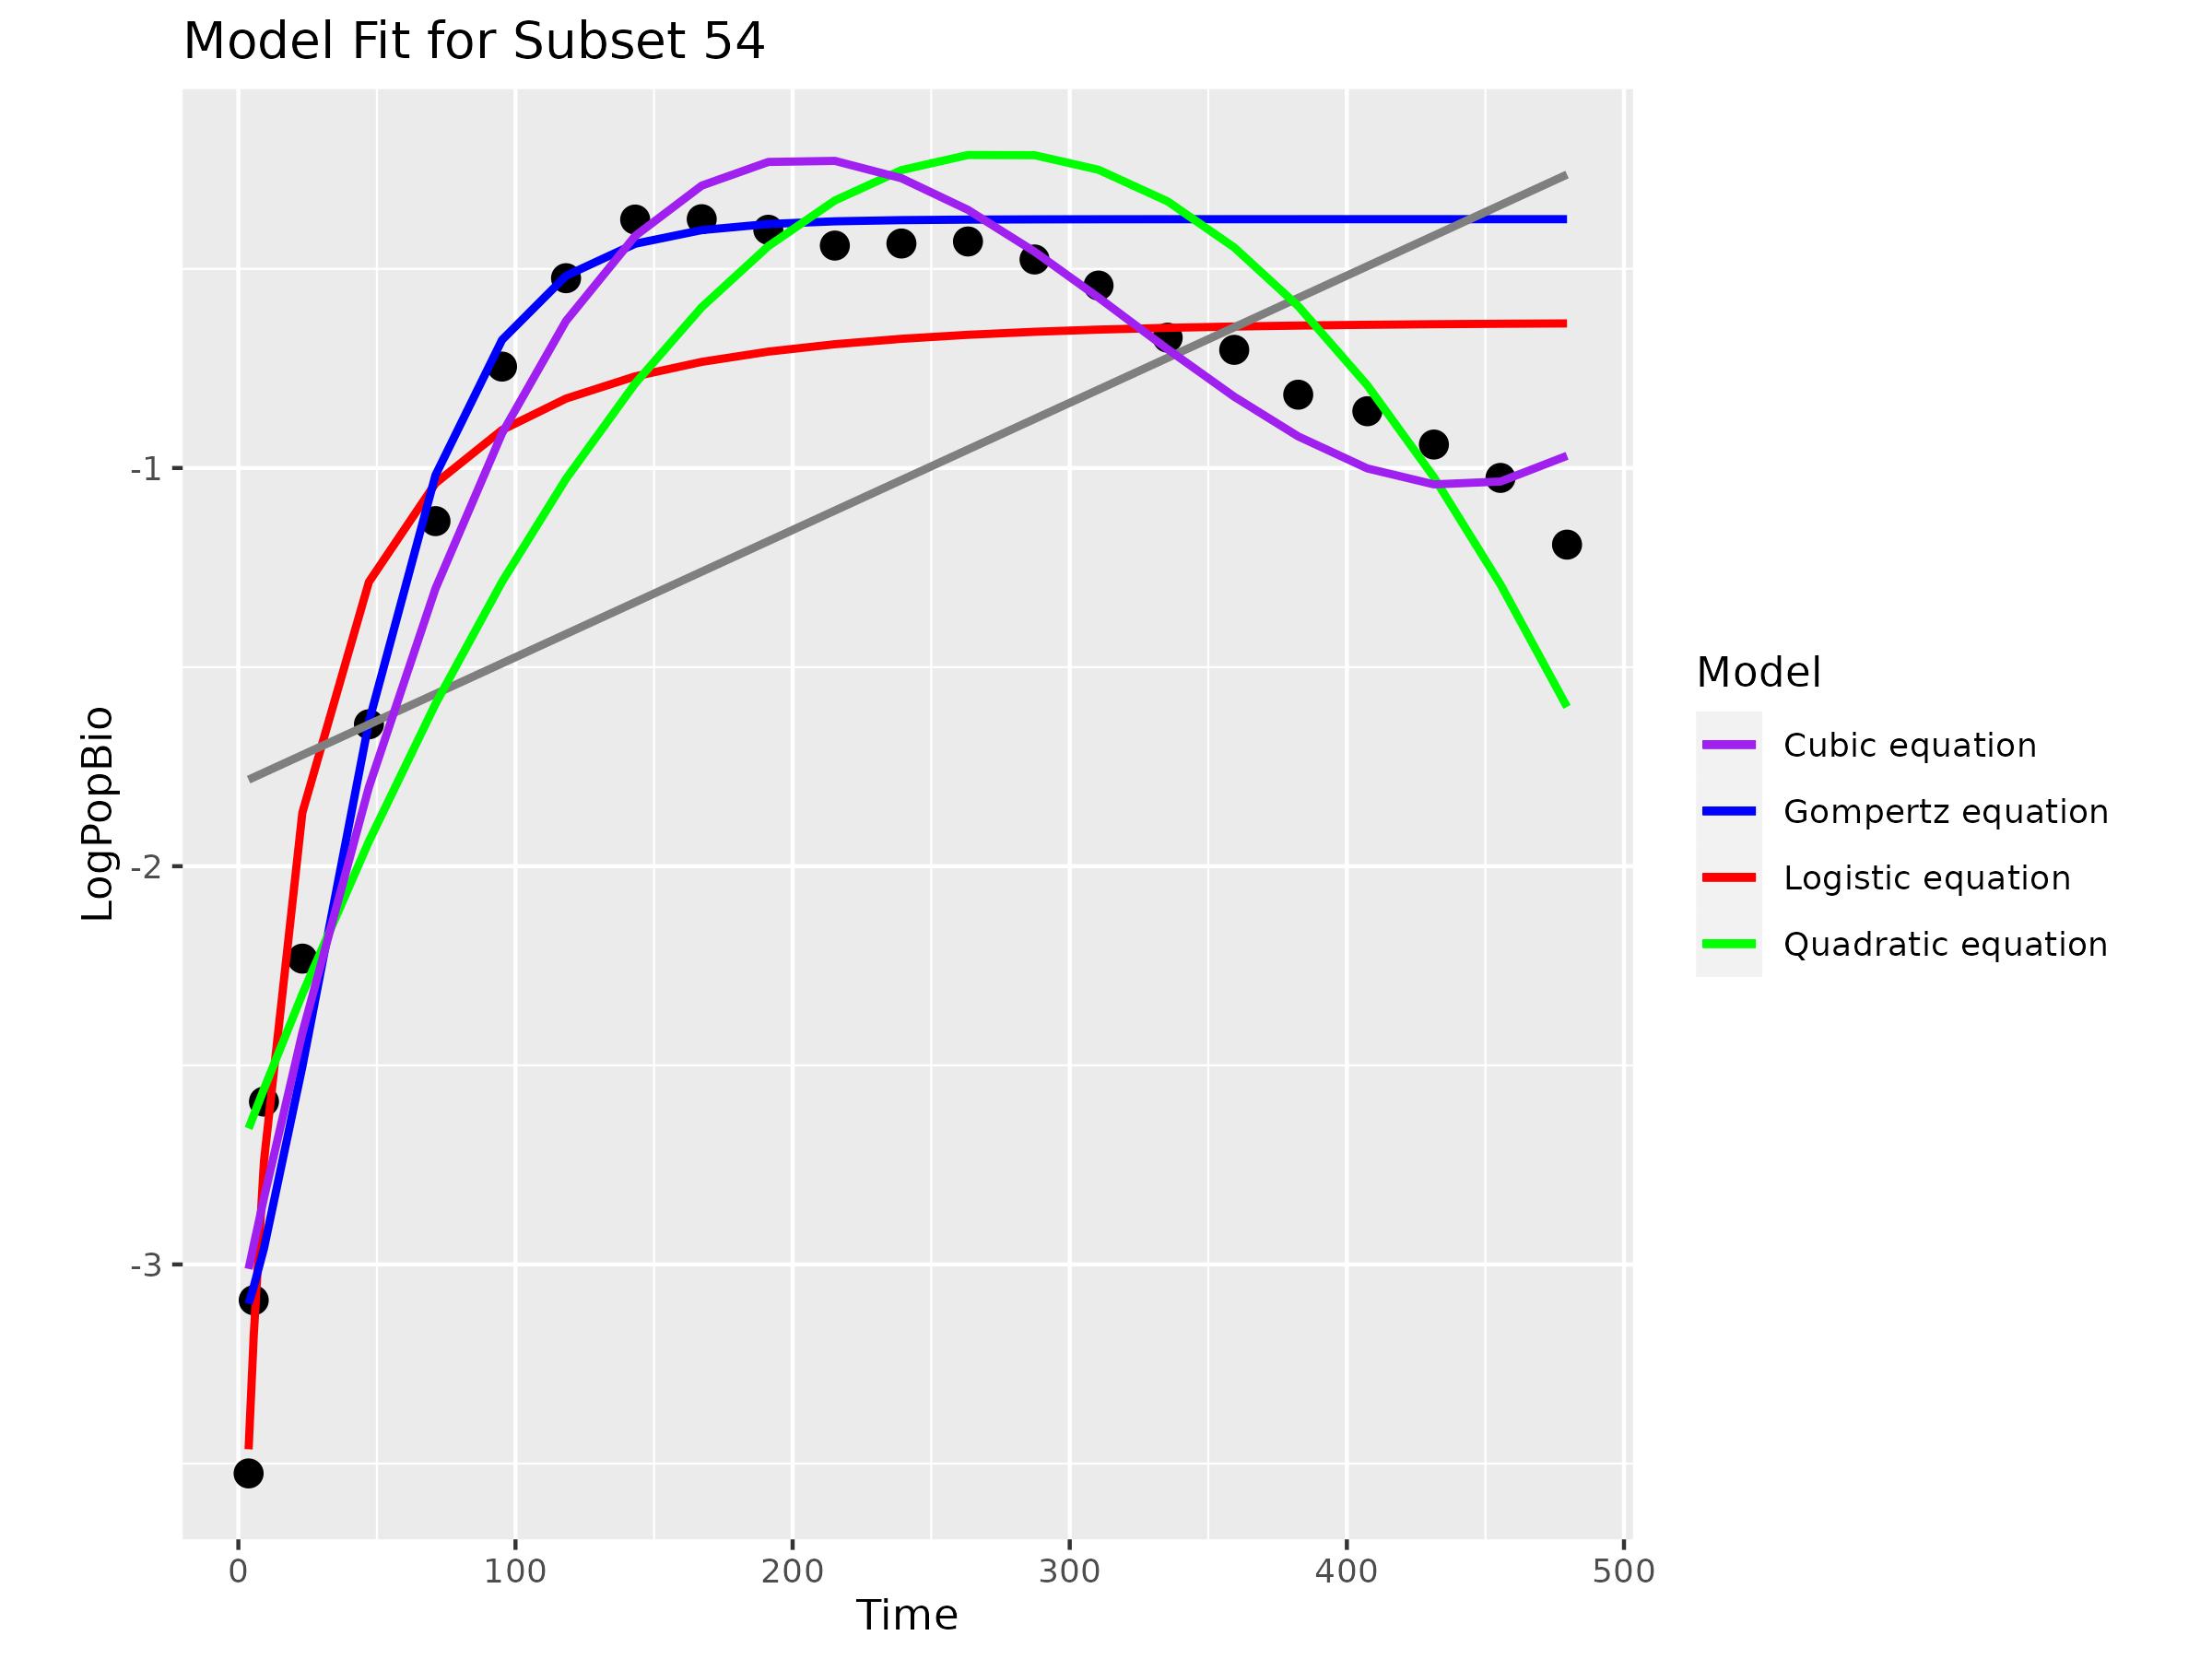 Model Fit for Subset 54
LogPopBio
-1
-2
-3
0 100 200 300 400 500
Time
Model
Cubic equation
Gompertz equation
Logistic equation
Quadratic equation